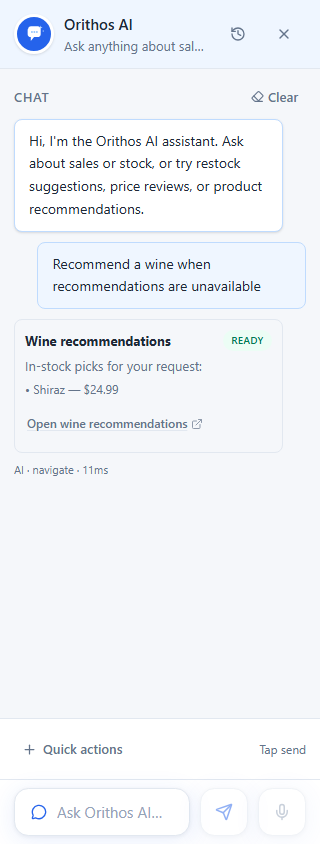 Orithos AI
Ask anything about sal...
CHAT
Clear
Hi, I'm the Orithos AI assistant. Ask
about sales or stock, or try restock
suggestions, price reviews, or product
recommendations.
Recommend a wine when
recommendations are unavailable
Wine recommendations
READY
In-stock picks for your request:
• Shiraz — $24.99
Open wine recommendations
AI · navigate · 11ms
Quick actions
Tap send
Ask Orithos AI...